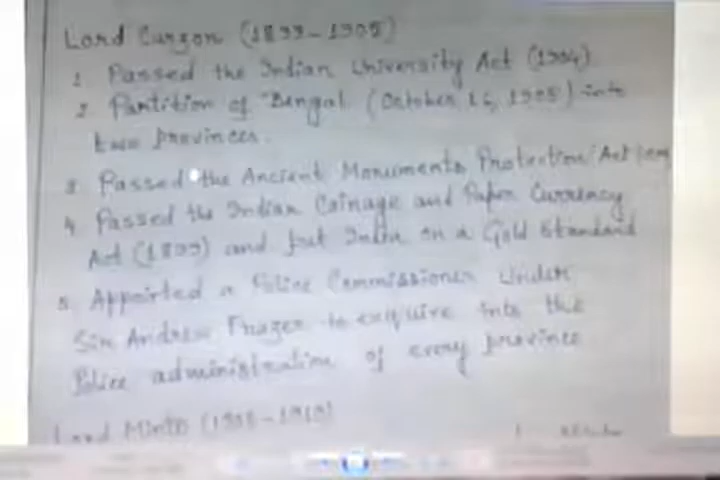 Lord Curzon (1899-1905)
1 Passed the Indian University Act (1904)
2 Partition of Bengal (October 16, 1905) into
two provinces.
3 Passed the Ancient Monuments Protection Act
4 Passed the Indian Coinage and Paper Currency
Act (1899) and put India on a Gold Standard
5. Appointed a Police Commissioner Under
Sir Andrew Frazer to enquire into the
Police administration of every province
Lord Minto (1905-1910)